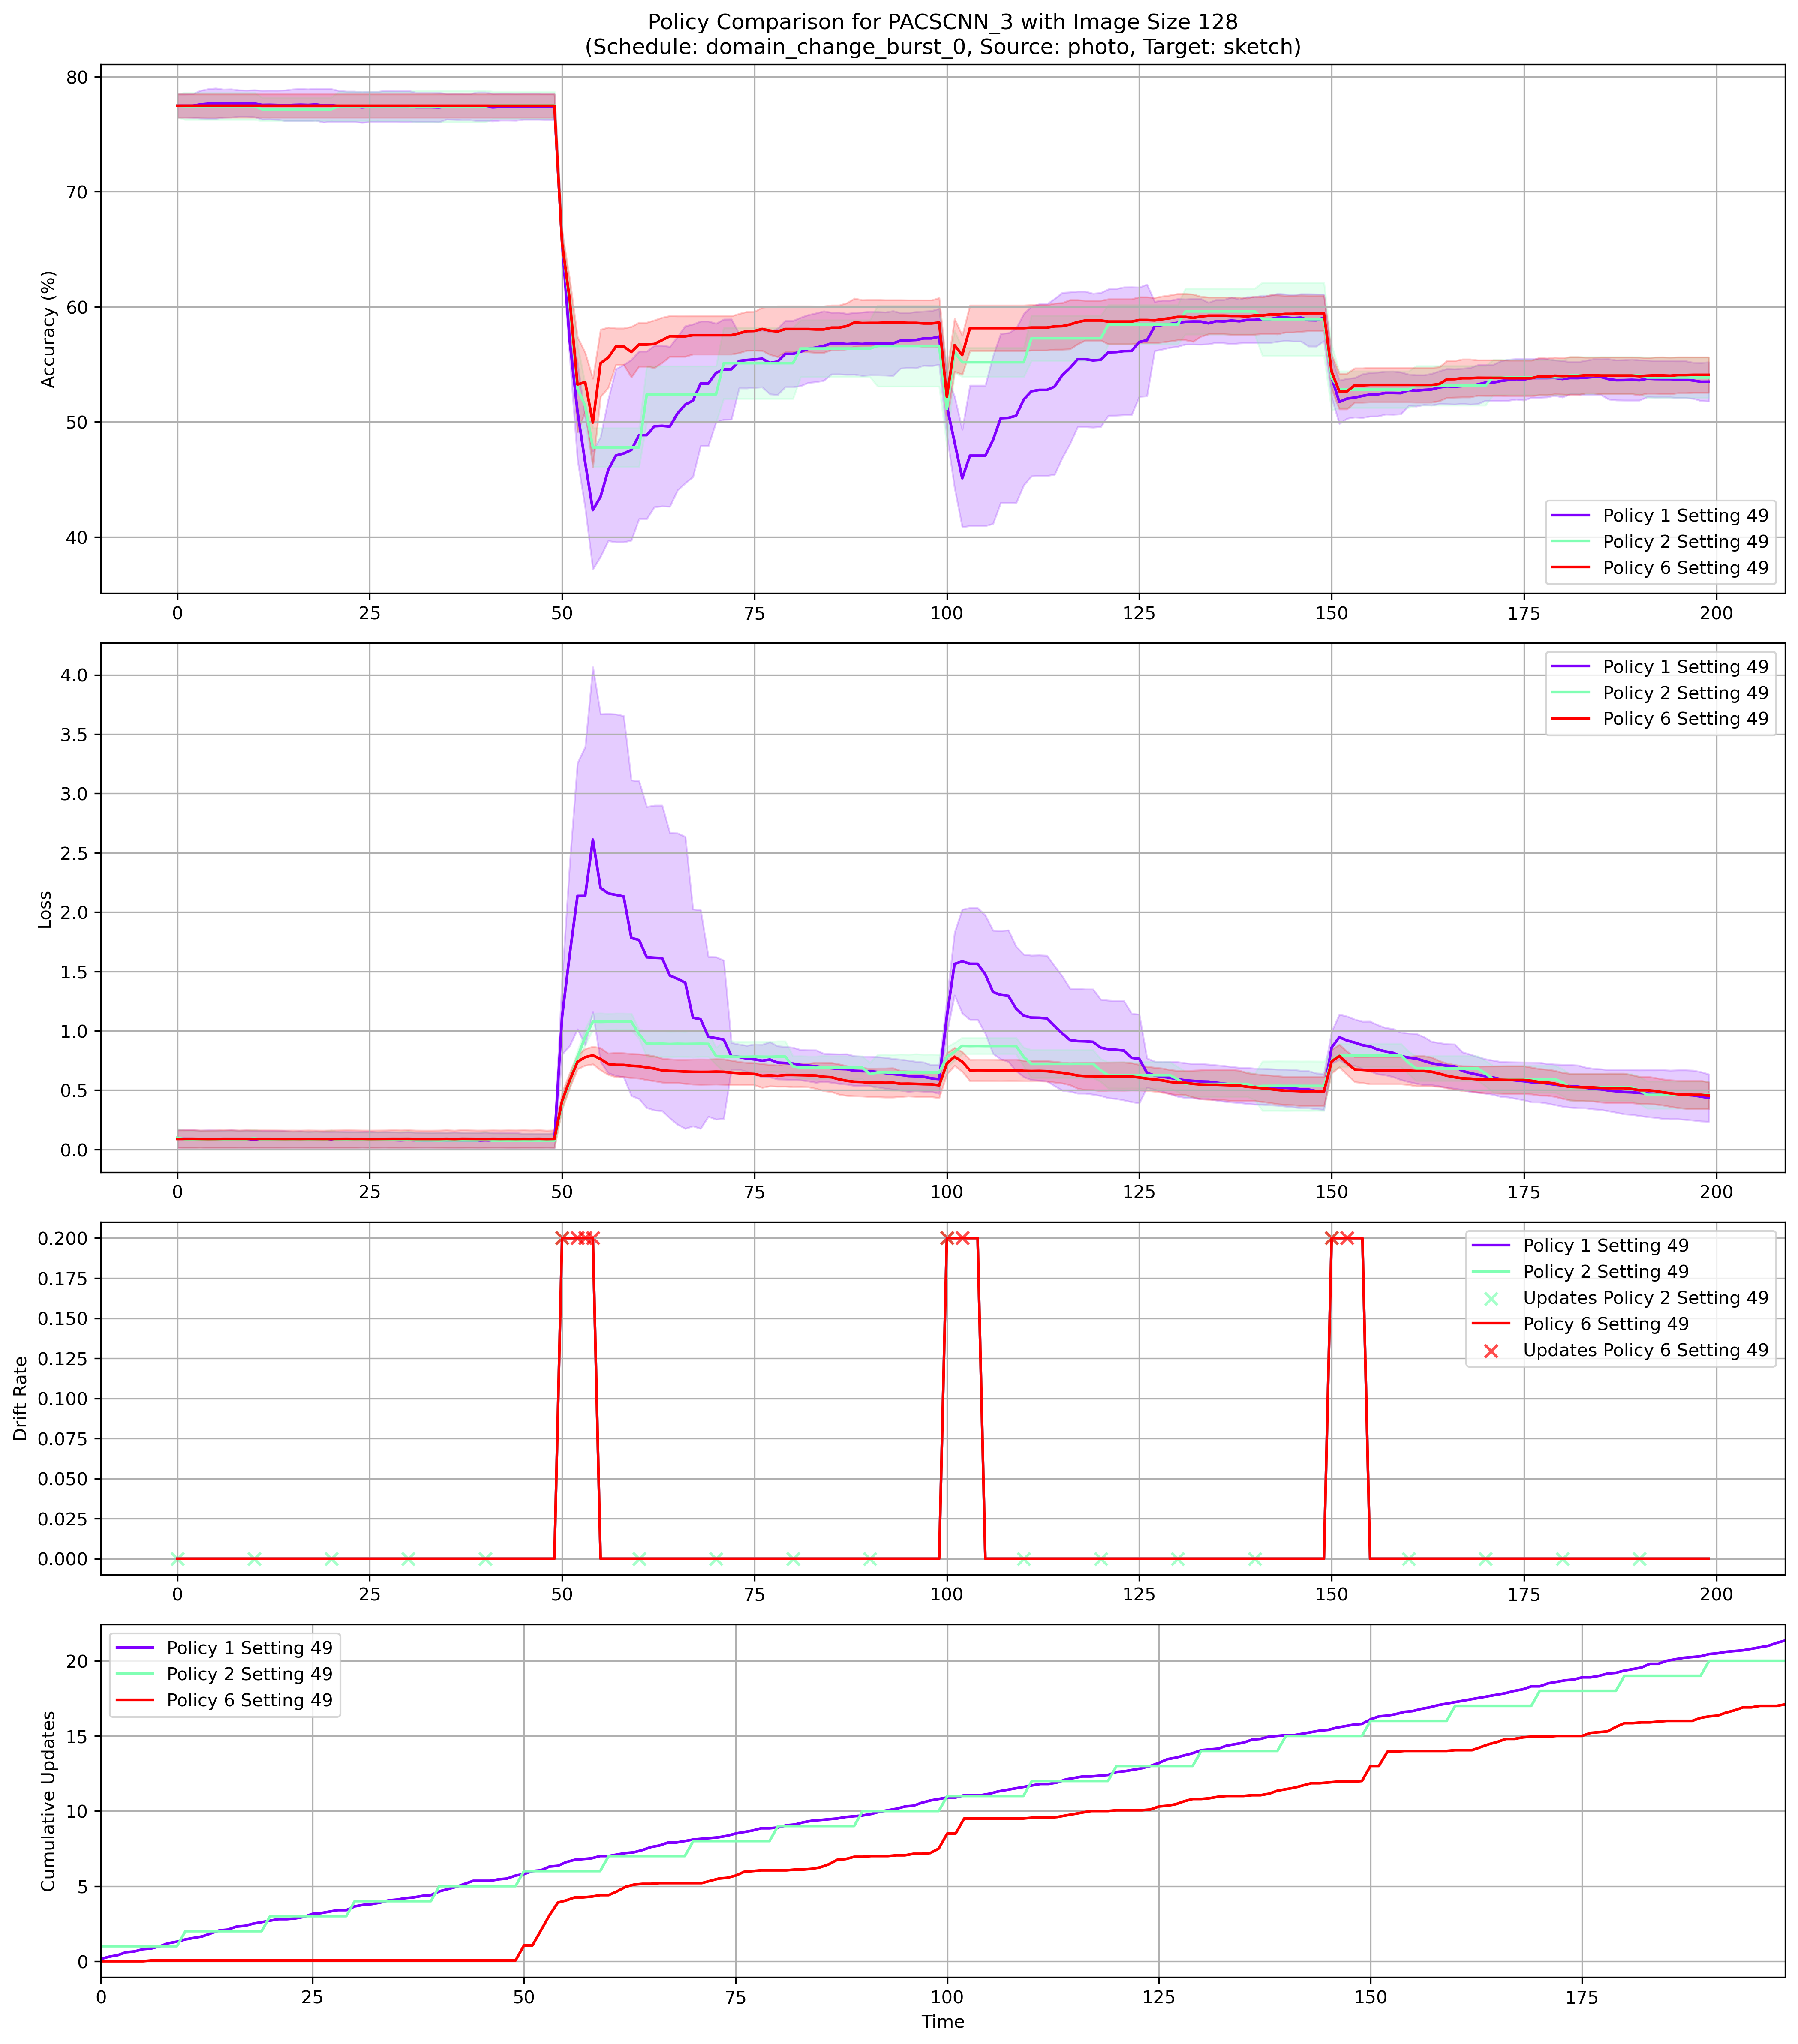 Policy Comparison for PACSCNN_3 with Image Size 128
(Schedule: domain_change_burst_0, Source: photo, Target: sketch)
Accuracy (%)
80
70
60
50
40
0 25 50 75 100 125 150 175 200
Policy 1 Setting 49
Policy 2 Setting 49
Policy 6 Setting 49
Loss
4.0
3.5
3.0
2.5
2.0
1.5
1.0
0.5
0.0
0 25 50 75 100 125 150 175 200
Policy 1 Setting 49
Policy 2 Setting 49
Policy 6 Setting 49
Drift Rate
0.200
0.175
0.150
0.125
0.100
0.075
0.050
0.025
0.000
0 25 50 75 100 125 150 175 200
Policy 1 Setting 49
Policy 2 Setting 49
Updates Policy 2 Setting 49
Policy 6 Setting 49
Updates Policy 6 Setting 49
Cumulative Updates
20
15
10
5
0
0 25 50 75 100 125 150 175
Policy 1 Setting 49
Policy 2 Setting 49
Policy 6 Setting 49
Time